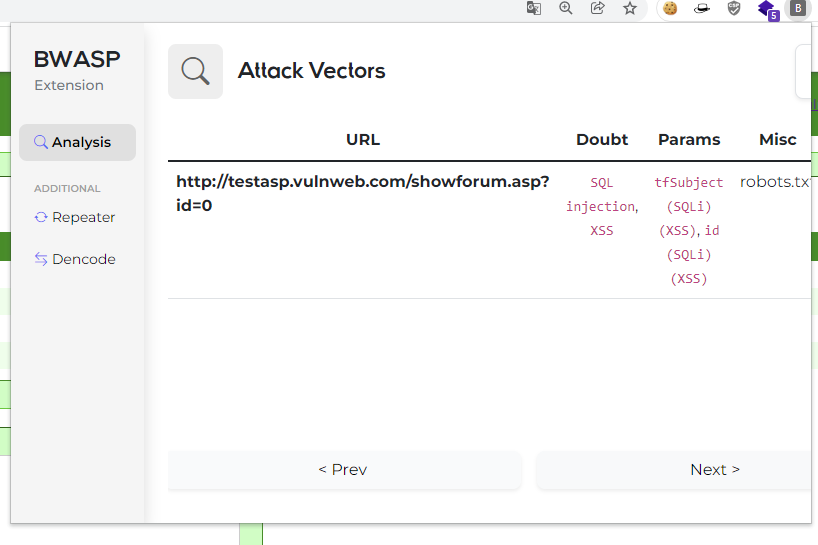 BWASP
Extension
Analysis
ADDITIONAL
Repeater
Dencode
Attack Vectors
URL Doubt Params Misc
http://testasp.vulnweb.com/showforum.asp?
id=0
SQL
injection,
XSS
tfSubject
(SQLi)
(XSS), id
(SQLi)
(XSS)
robots.tx
< Prev
Next >
CSP
5
B